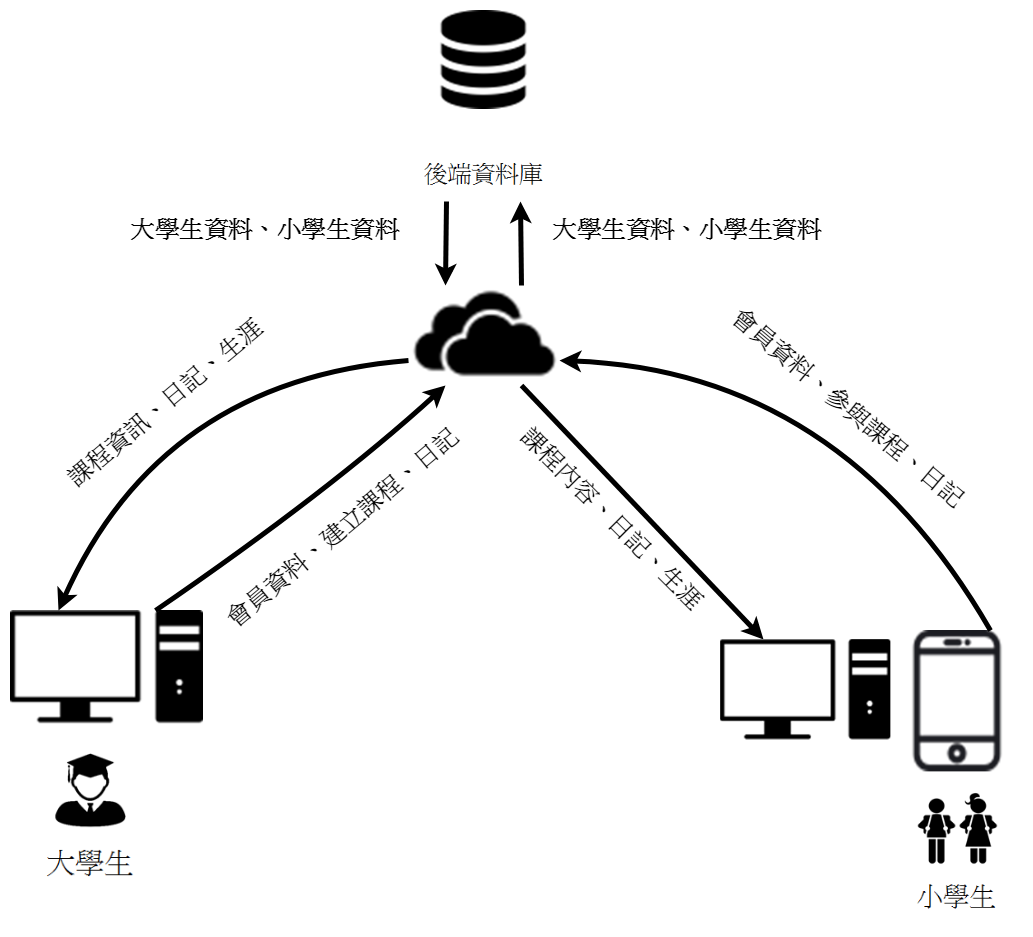 後端資料庫
大學生資料、小學生資料
大學生資料、小學生資料
課程資訊、日記、生涯
會員資料、建立課程、日記
課程內容、日記、生涯
會員資料、參與課程、日記
大學生
小學生